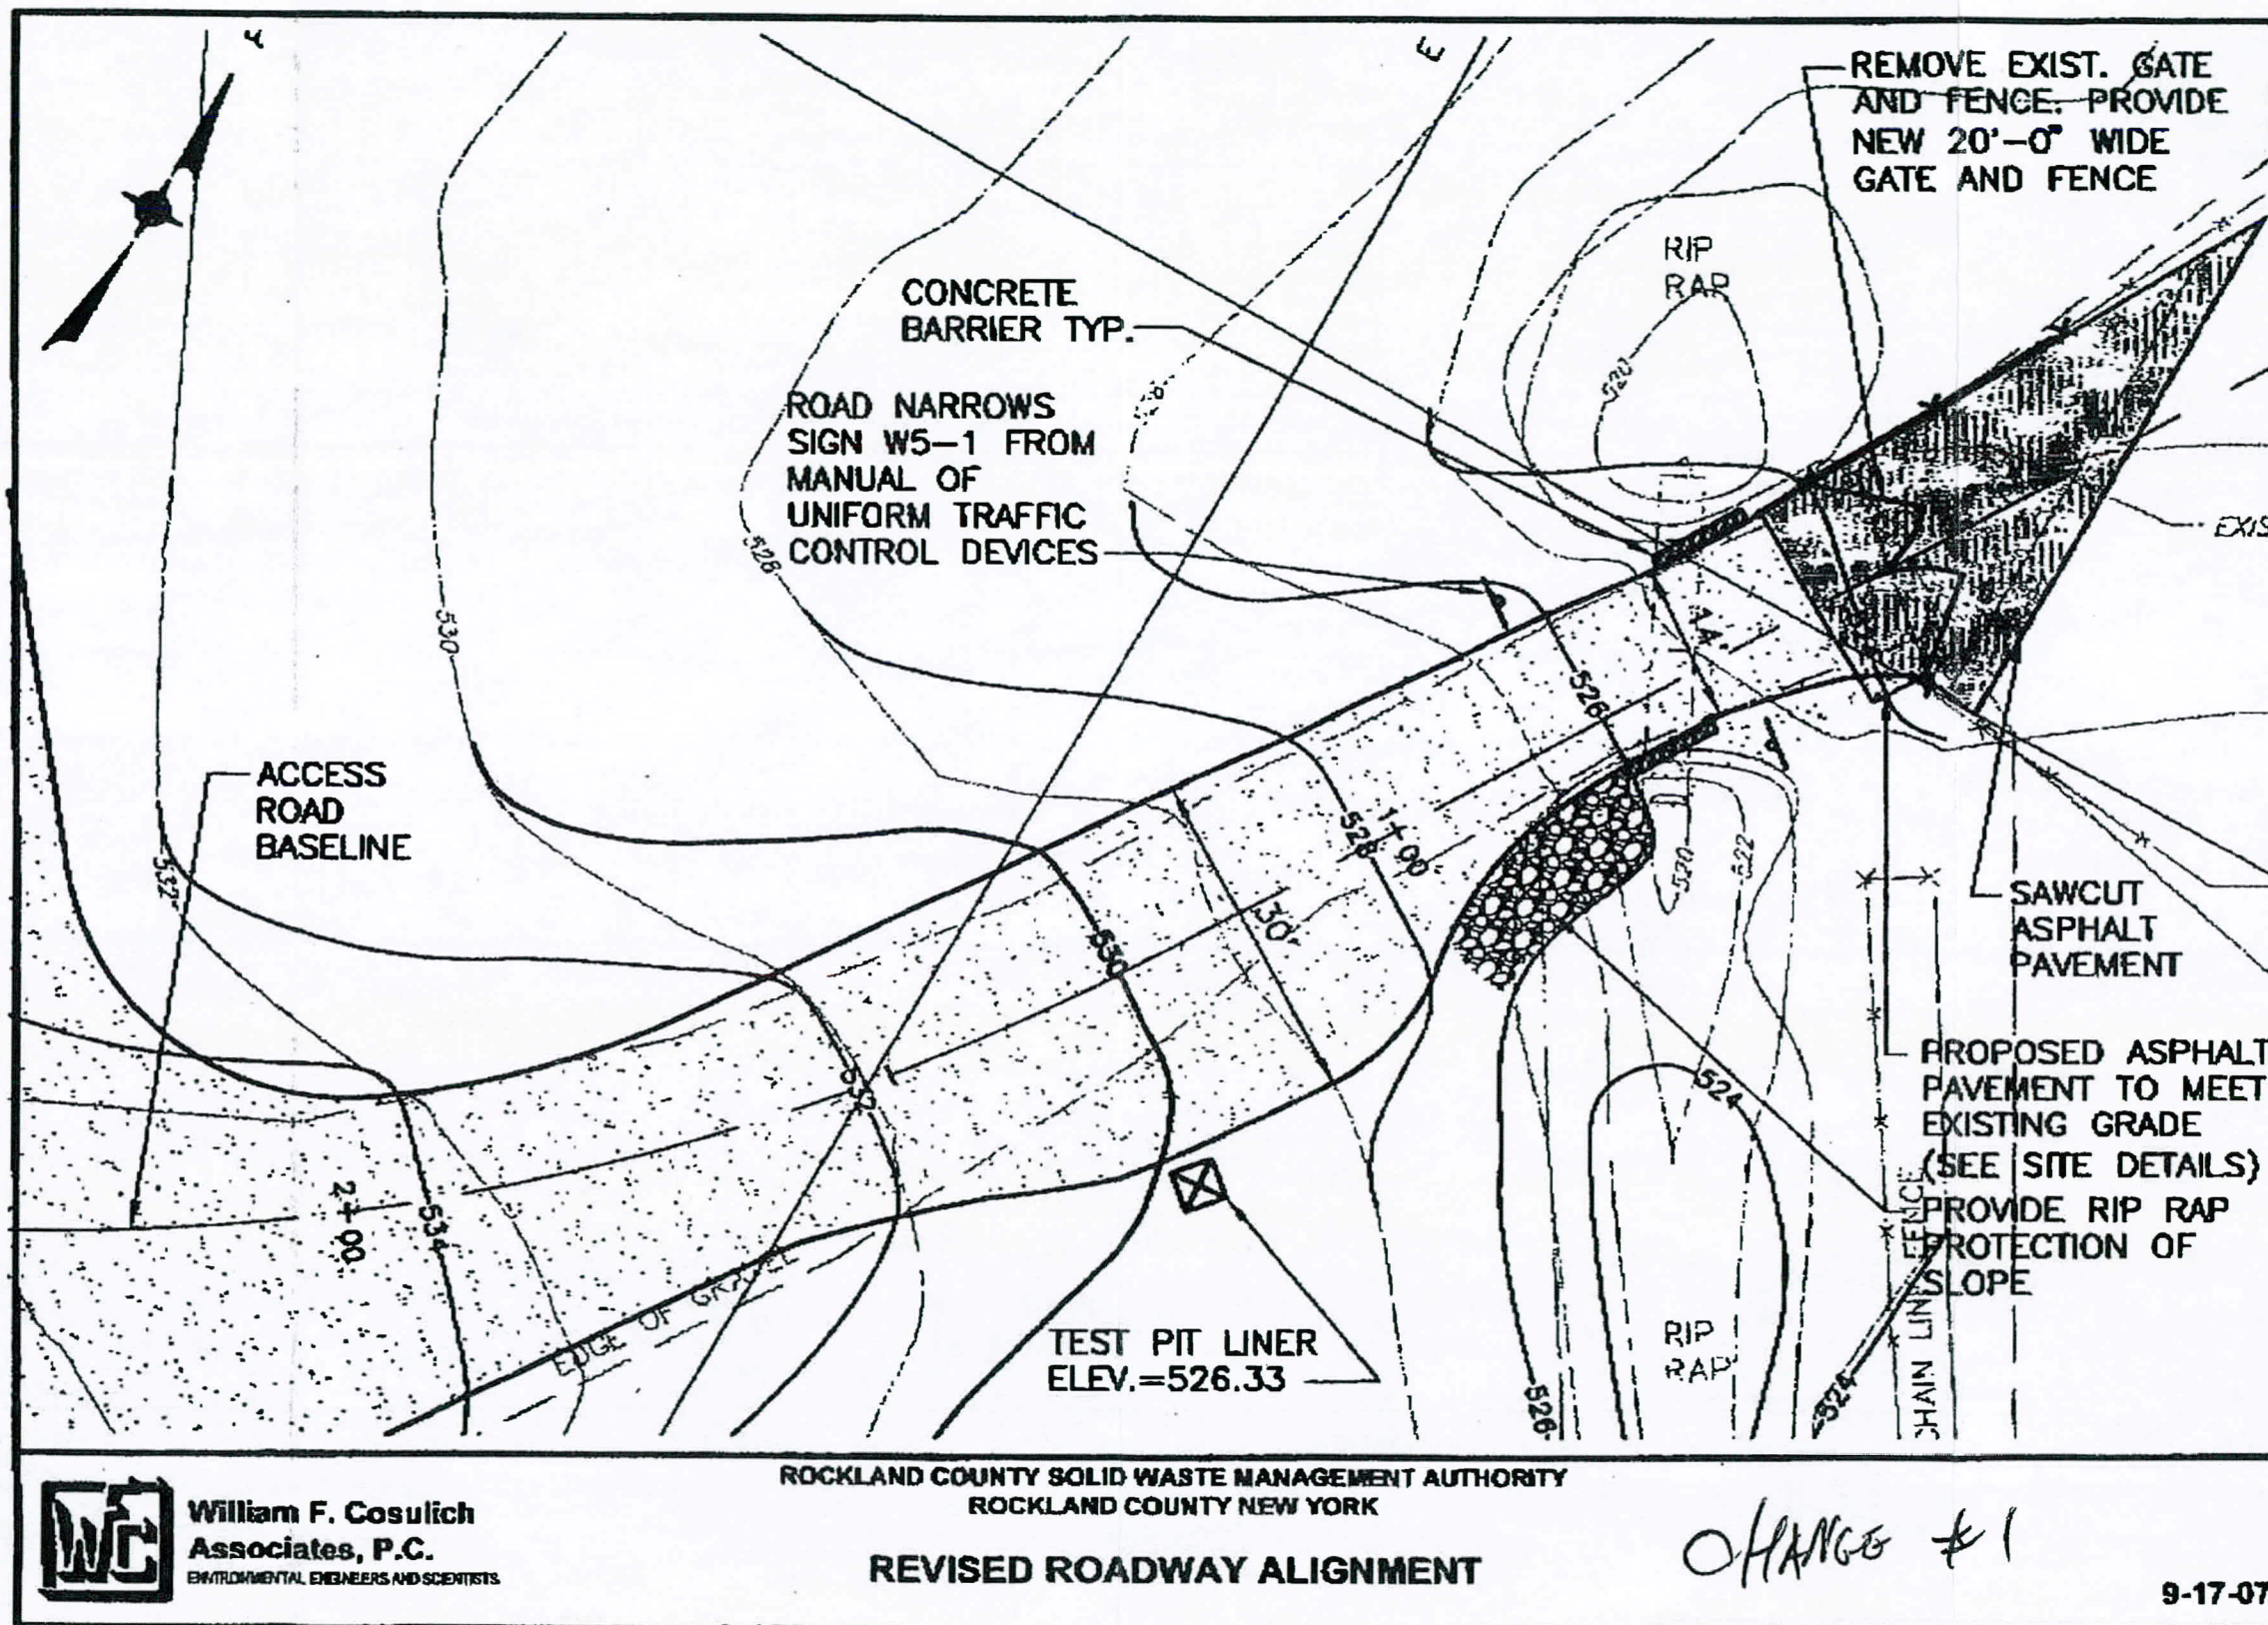 REMOVE EXIST. GATE
AND FENCE. PROVIDE
NEW 20'-0" WIDE
GATE AND FENCE
E
RIP
RAP
CONCRETE
BARRIER TYP.
520
ROAD NARROWS
SIGN W5-1 FROM
MANUAL OF
UNIFORM TRAFFIC
CONTROL DEVICES
528
EXIS
530
526
ACCESS
ROAD
BASELINE
532
528
1+00
520
522
30'
530
SAWCUT
ASPHALT
PAVEMENT
532
524
PROPOSED ASPHALT
PAVEMENT TO MEET
EXISTING GRADE
(SEE SITE DETAILS)
2+00
534
PROVIDE RIP RAP
PROTECTION OF
SLOPE
EDGE OF GRAVEL
TEST PIT LINER
ELEV.=526.33
RIP
RAP
526
524
CHAIN LINK FENCE
WC
William F. Cosulich
Associates, P.C.
ENVIRONMENTAL ENGINEERS AND SCIENTISTS
ROCKLAND COUNTY SOLID WASTE MANAGEMENT AUTHORITY
ROCKLAND COUNTY NEW YORK
REVISED ROADWAY ALIGNMENT
CHANGE #1
9-17-07